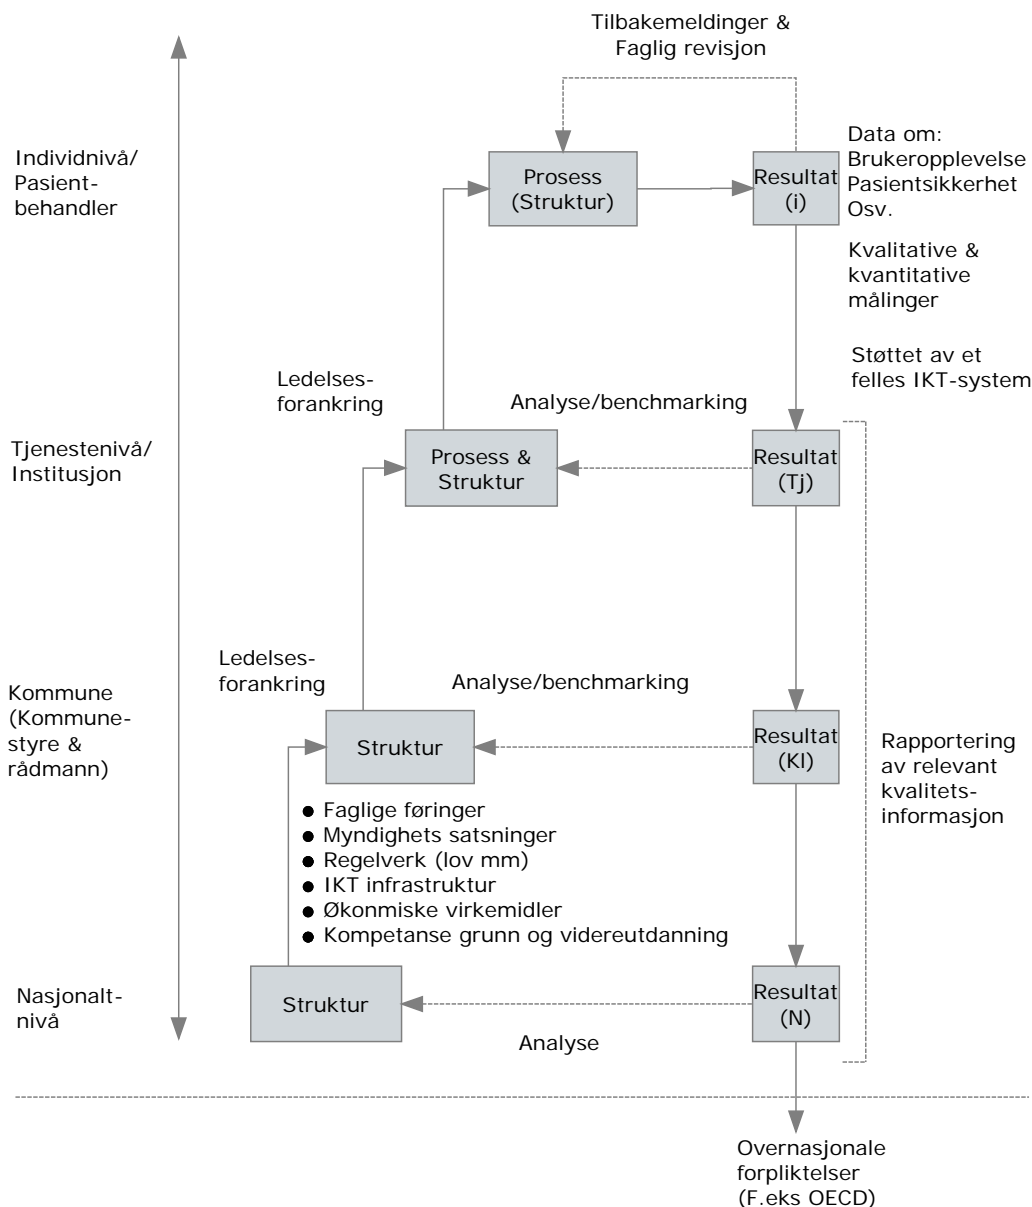 Tilbakemeldinger &
Faglig revisjon
Individnivå/
Pasient-
behandler
Prosess
(Struktur)
Resultat
(i)
Data om:
Brukeropplevelse
Pasientsikkerhet
Osv.
Kvalitative &
kvantitative
målinger
Støttet av et
felles IKT-system
Ledelses-
forankring
Analyse/benchmarking
Tjenestenivå/
Institusjon
Prosess &
Struktur
Resultat
(Tj)
Ledelses-
forankring
Analyse/benchmarking
Kommune
(Kommune-
styre &
rådmann)
Struktur
Resultat
(Kl)
Rapportering
av relevant
kvalitets-
informasjon
● Faglige føringer
● Myndighets satsninger
● Regelverk (lov mm)
● IKT infrastruktur
● Økonmiske virkemidler
● Kompetanse grunn og videreutdanning
Nasjonalt-
nivå
Struktur
Resultat
(N)
Analyse
Overnasjonale
forpliktelser
(F.eks OECD)